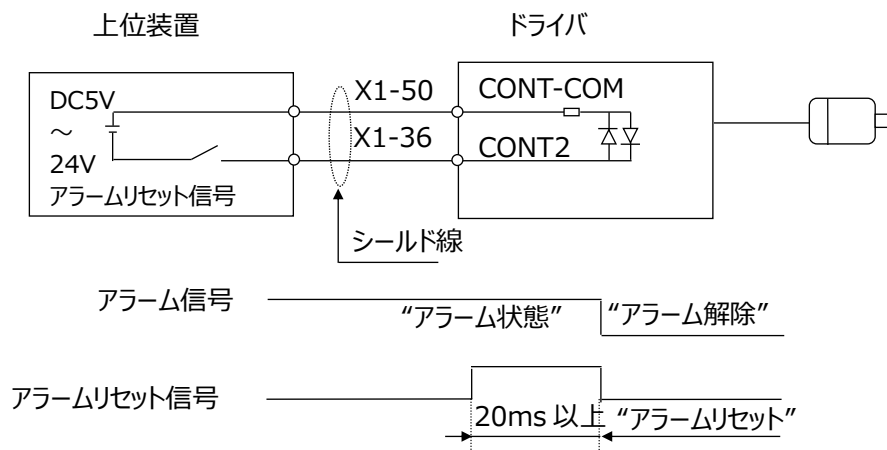 上位装置
ドライバ
DC5V
～
24V
アラームリセット信号
X1-50
X1-36
CONT-COM
CONT2
シールド線
アラーム信号
“アラーム状態”
“アラーム解除”
アラームリセット信号
20ms 以上
“アラームリセット”